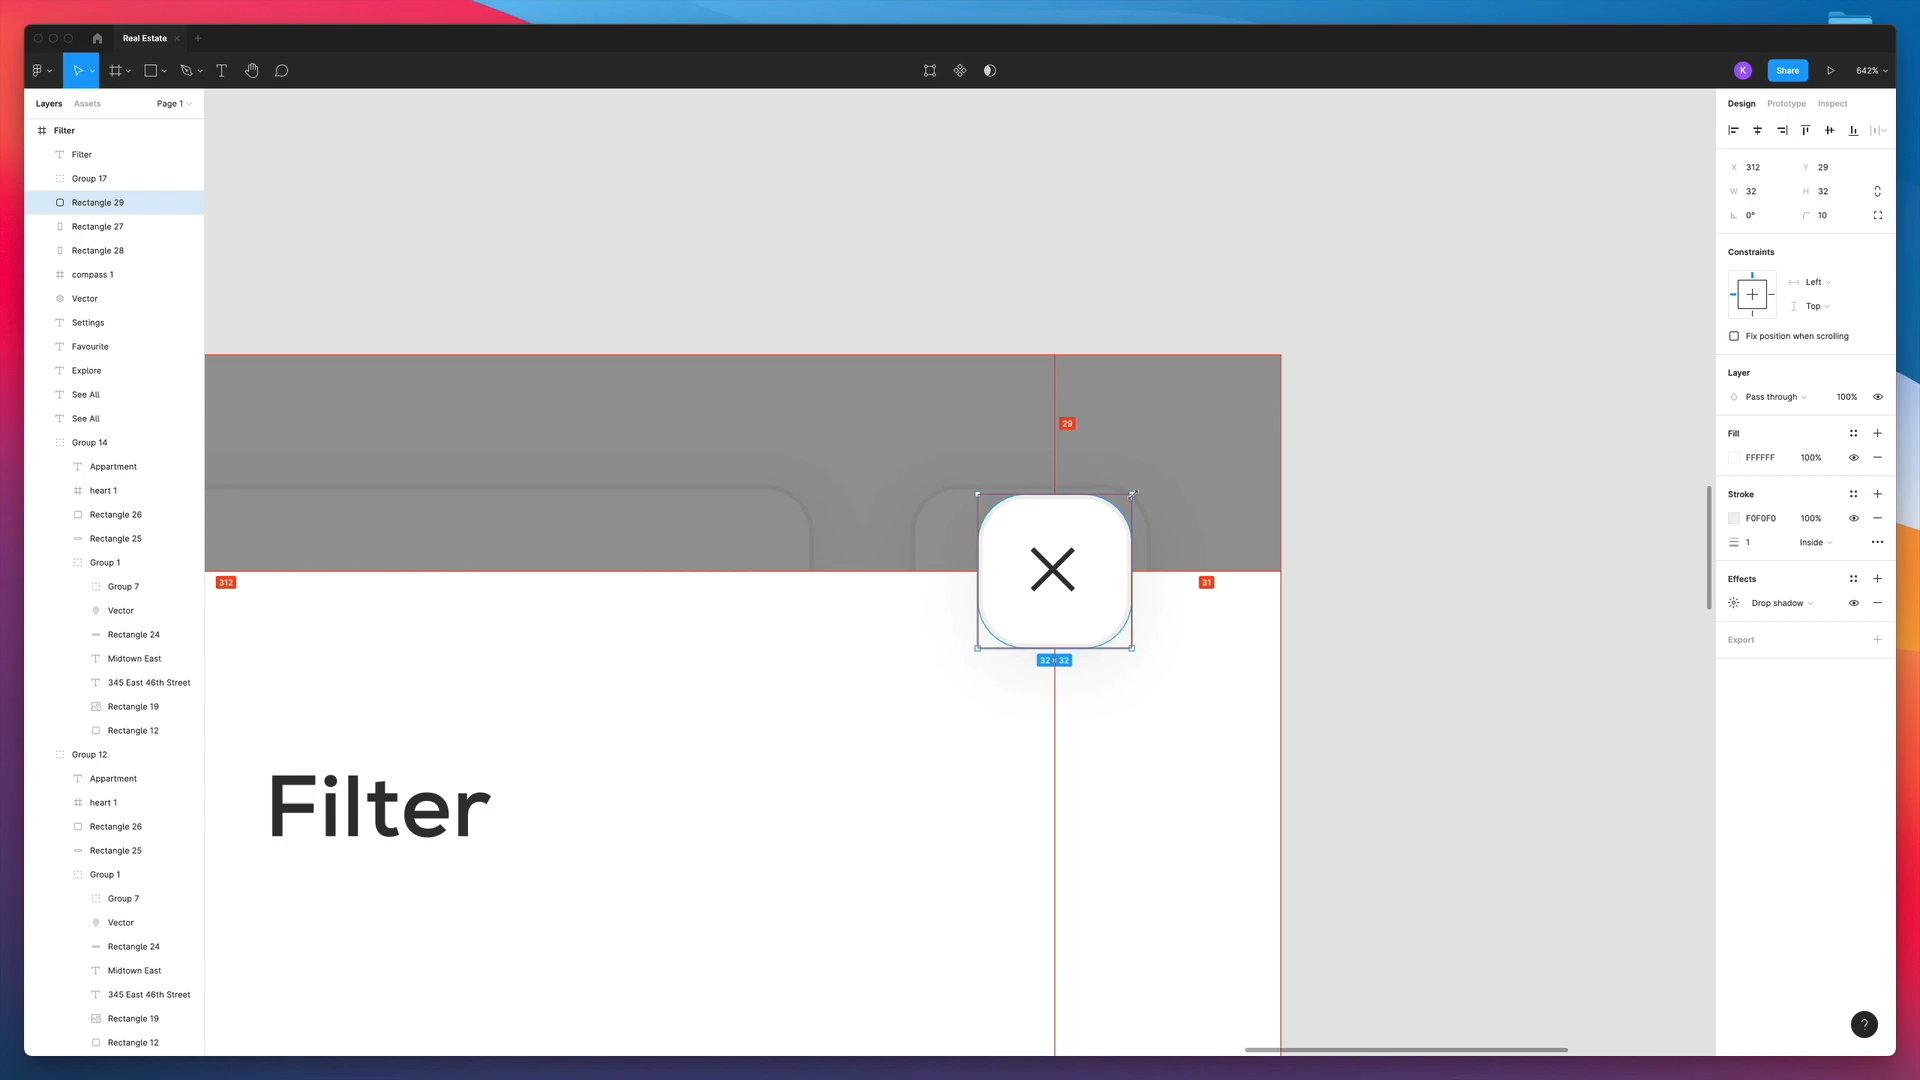 Real Estate
K
Share
642%
Layers
Assets
Page 1
Filter
Filter
Group 17
Rectangle 29
Rectangle 27
Rectangle 28
compass 1
Vector
Settings
Favourite
Explore
See All
See All
Group 14
Appartment
heart 1
Rectangle 26
Rectangle 25
Group 1
Group 7
Vector
Rectangle 24
Midtown East
345 East 46th Street
Rectangle 19
Rectangle 12
Group 12
Appartment
heart 1
Rectangle 26
Rectangle 25
Group 1
Group 7
Vector
Rectangle 24
Midtown East
345 East 46th Street
Rectangle 19
Rectangle 12
29
312
31
32 × 32
Filter
Design
Prototype
Inspect
X 312 Y 29
W 32 H 32
0° 10
Constraints
Left
Top
Fix position when scrolling
Layer
Pass through 100%
Fill
FFFFFF 100%
Stroke
F0F0F0 100%
1 Inside
Effects
Drop shadow
Export
?